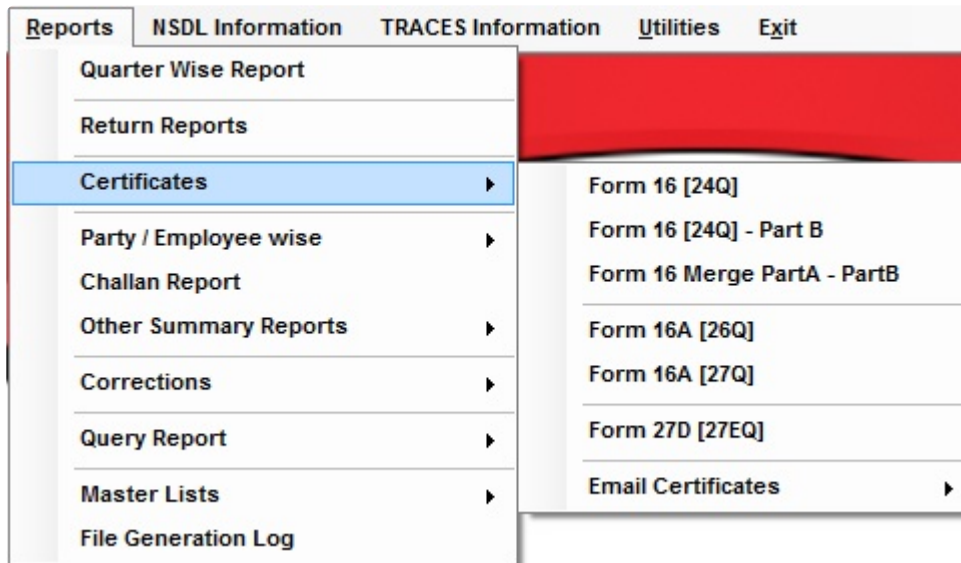 Reports NSDL Information TRACES Information Utilities Exit
Quarter Wise Report
Return Reports
Certificates
Party / Employee wise
Challan Report
Other Summary Reports
Corrections
Query Report
Master Lists
File Generation Log
Form 16 [24Q]
Form 16 [24Q] - Part B
Form 16 Merge PartA - PartB
Form 16A [26Q]
Form 16A [27Q]
Form 27D [27EQ]
Email Certificates